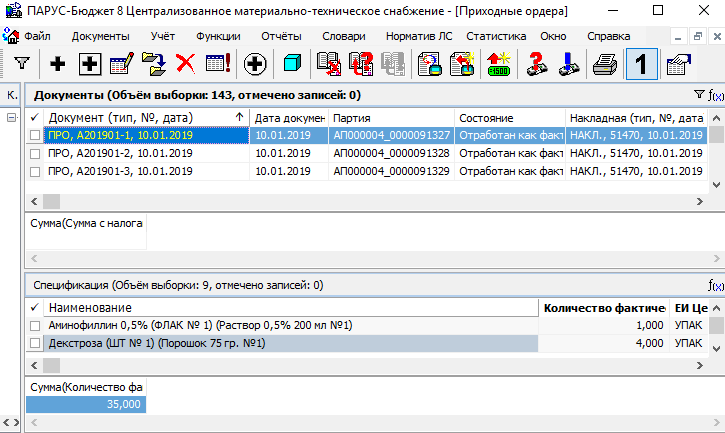 ПАРУС-Бюджет 8 Централизованное материально-техническое снабжение - [Приходные ордера]
Файл Документы Учёт Функции Отчёты Словари Норматив ЛС Статистика Окно Справка
+1500 1
К. Документы (Объём выборки: 143, отмечено записи: 0) f(x)
✓ Документ (тип, №, дата) ↑ Дата докумен Партия Состояние Накладная (тип, №, дата
ПРО, А201901-1, 10.01.2019 10.01.2019 АП000004_0000091327 Отработан как факт НАКЛ., 51470, 10.01.2019
ПРО, А201901-2, 10.01.2019 10.01.2019 АП000004_0000091328 Отработан как факт НАКЛ., 51470, 10.01.2019
ПРО, А201901-3, 10.01.2019 10.01.2019 АП000004_0000091329 Отработан как факт НАКЛ., 51470, 10.01.2019
Сумма(Сумма с налога
Спецификация (Объём выборки: 9, отмечено записей: 0) f(x)
✓ Наименование Количество фактиче ЕИ Це
Аминофиллин 0,5% (ФЛАК № 1) (Раствор 0,5% 200 мл №1) 1,000 УПАК
Декстроза (ШТ № 1) (Порошок 75 гр. №1) 4,000 УПАК
Сумма(Количество фа
35,000